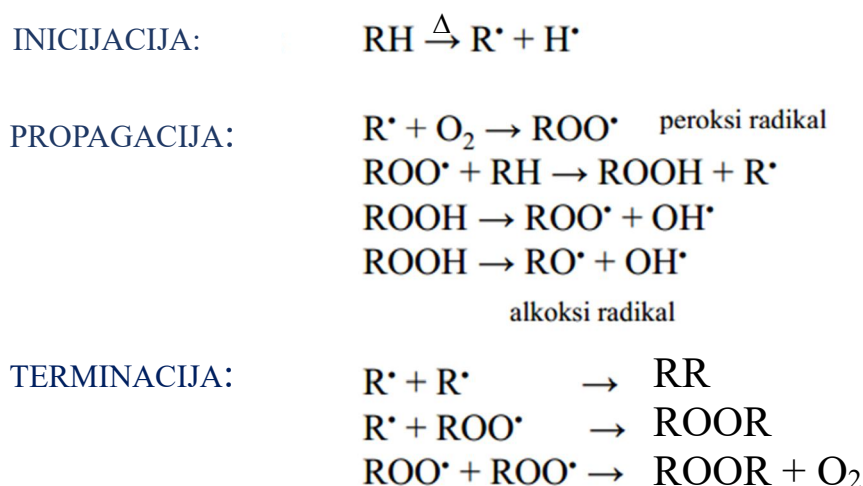 INICIJACIJA: RH →Δ R• + H•
PROPAGACIJA: R• + O₂ → ROO• peroksi radikal
ROO• + RH → ROOH + R•
ROOH → ROO• + OH•
ROOH → RO• + OH•
alkoksi radikal
TERMINACIJA: R• + R• → RR
R• + ROO• → ROOR
ROO• + ROO• → ROOR + O₂